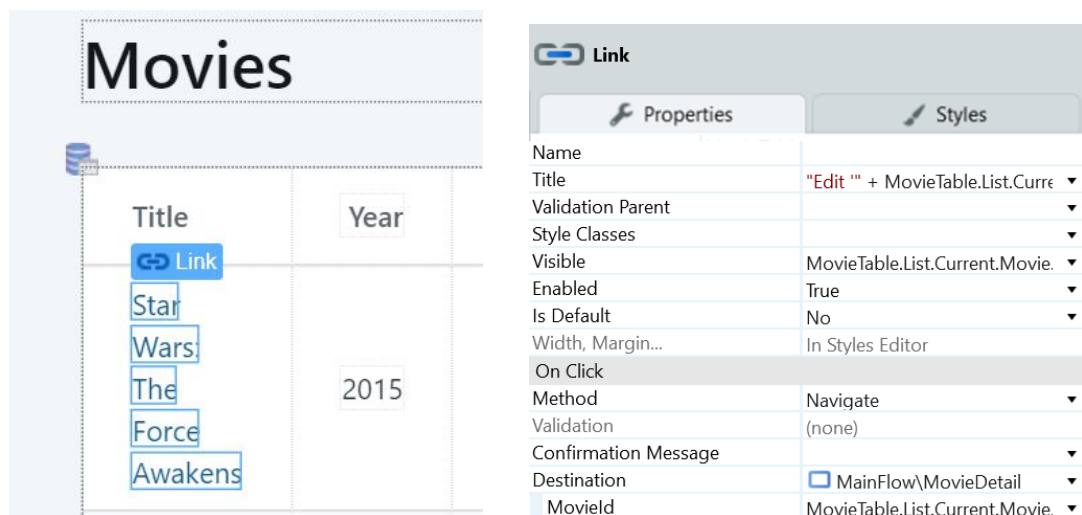 Movies
Title Year
Link
Star
Wars:
The
Force
Awakens
2015
Link
Properties Styles
Name
Title "Edit '" + MovieTable.List.Curre
Validation Parent
Style Classes
Visible MovieTable.List.Current.Movie.
Enabled True
Is Default No
Width, Margin... In Styles Editor
On Click
Method Navigate
Validation (none)
Confirmation Message
Destination MainFlow\MovieDetail
MovieId MovieTable.List.Current.Movie.